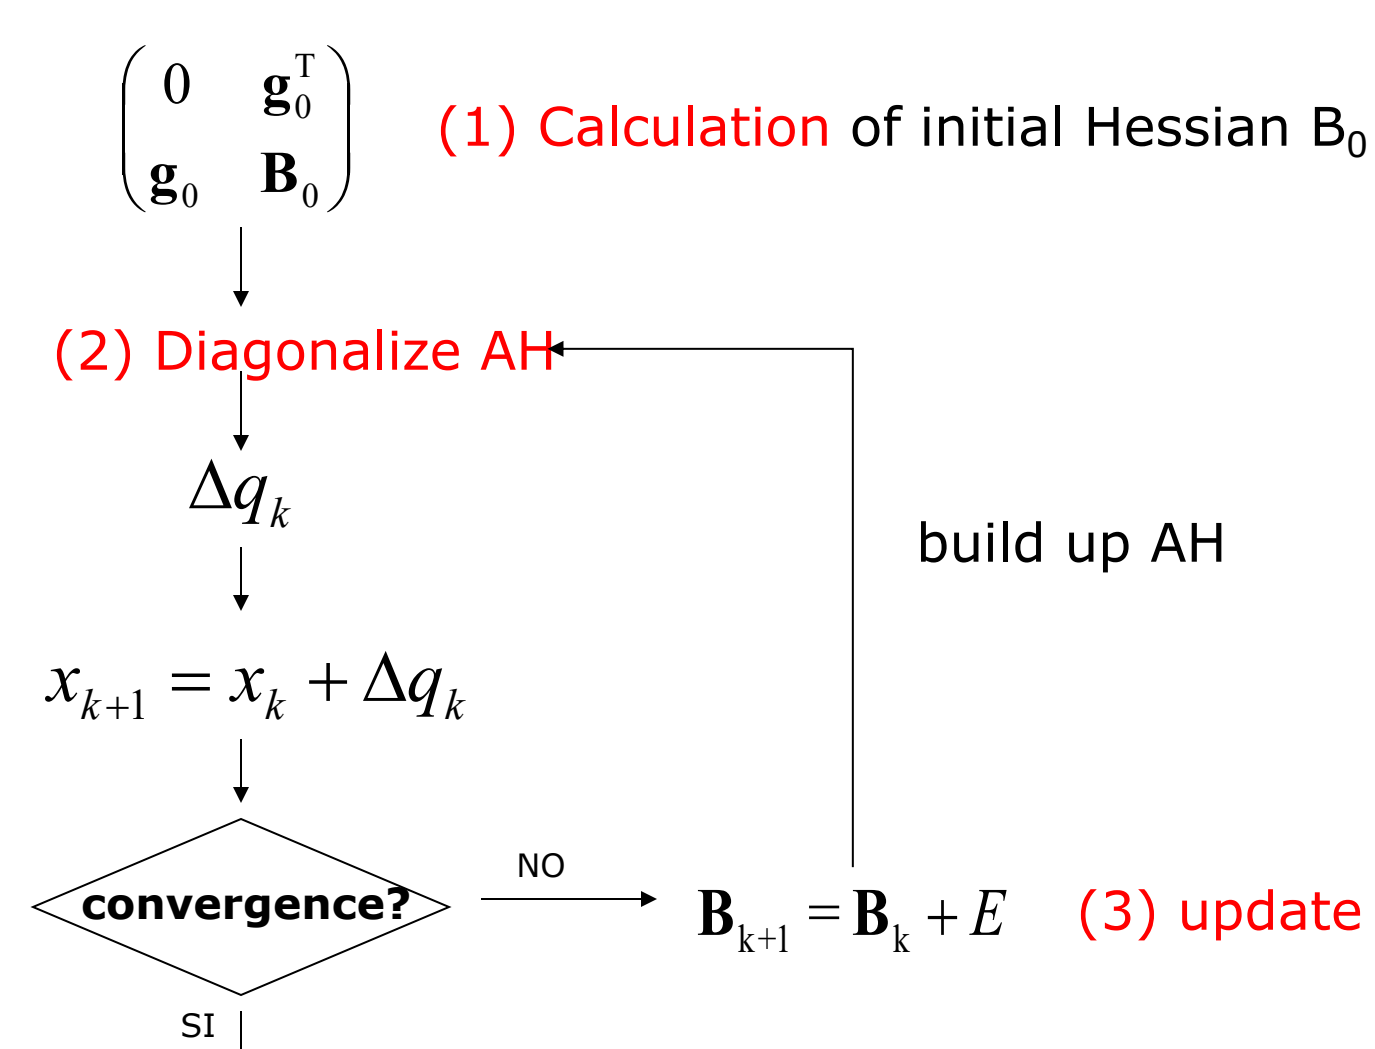 0 g₀ᵀ
g₀ B₀
(1) Calculation of initial Hessian B₀
(2) Diagonalize AH
Δqₖ
build up AH
xₖ₊₁ = xₖ + Δqₖ
convergence?
NO
Bₖ₊₁ = Bₖ + E
(3) update
SI